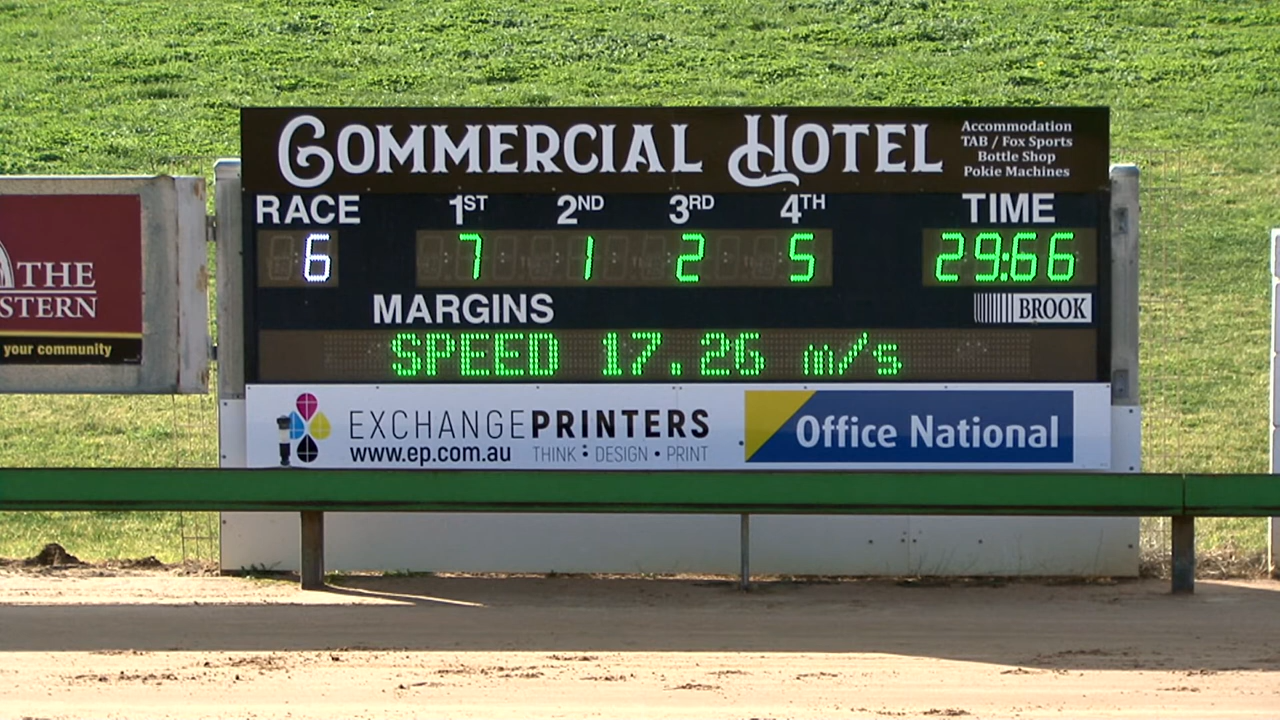 COMMERCIAL HOTEL
Accommodation
TAB / Fox Sports
Bottle Shop
Pokie Machines
RACE 1ST 2ND 3RD 4TH TIME
6 7 1 2 5 29:66
MARGINS
BROOK
SPEED 17.26 m/s
EXCHANGEPRINTERS
www.ep.com.au THINK : DESIGN • PRINT
Office National
THE
STERN
your community